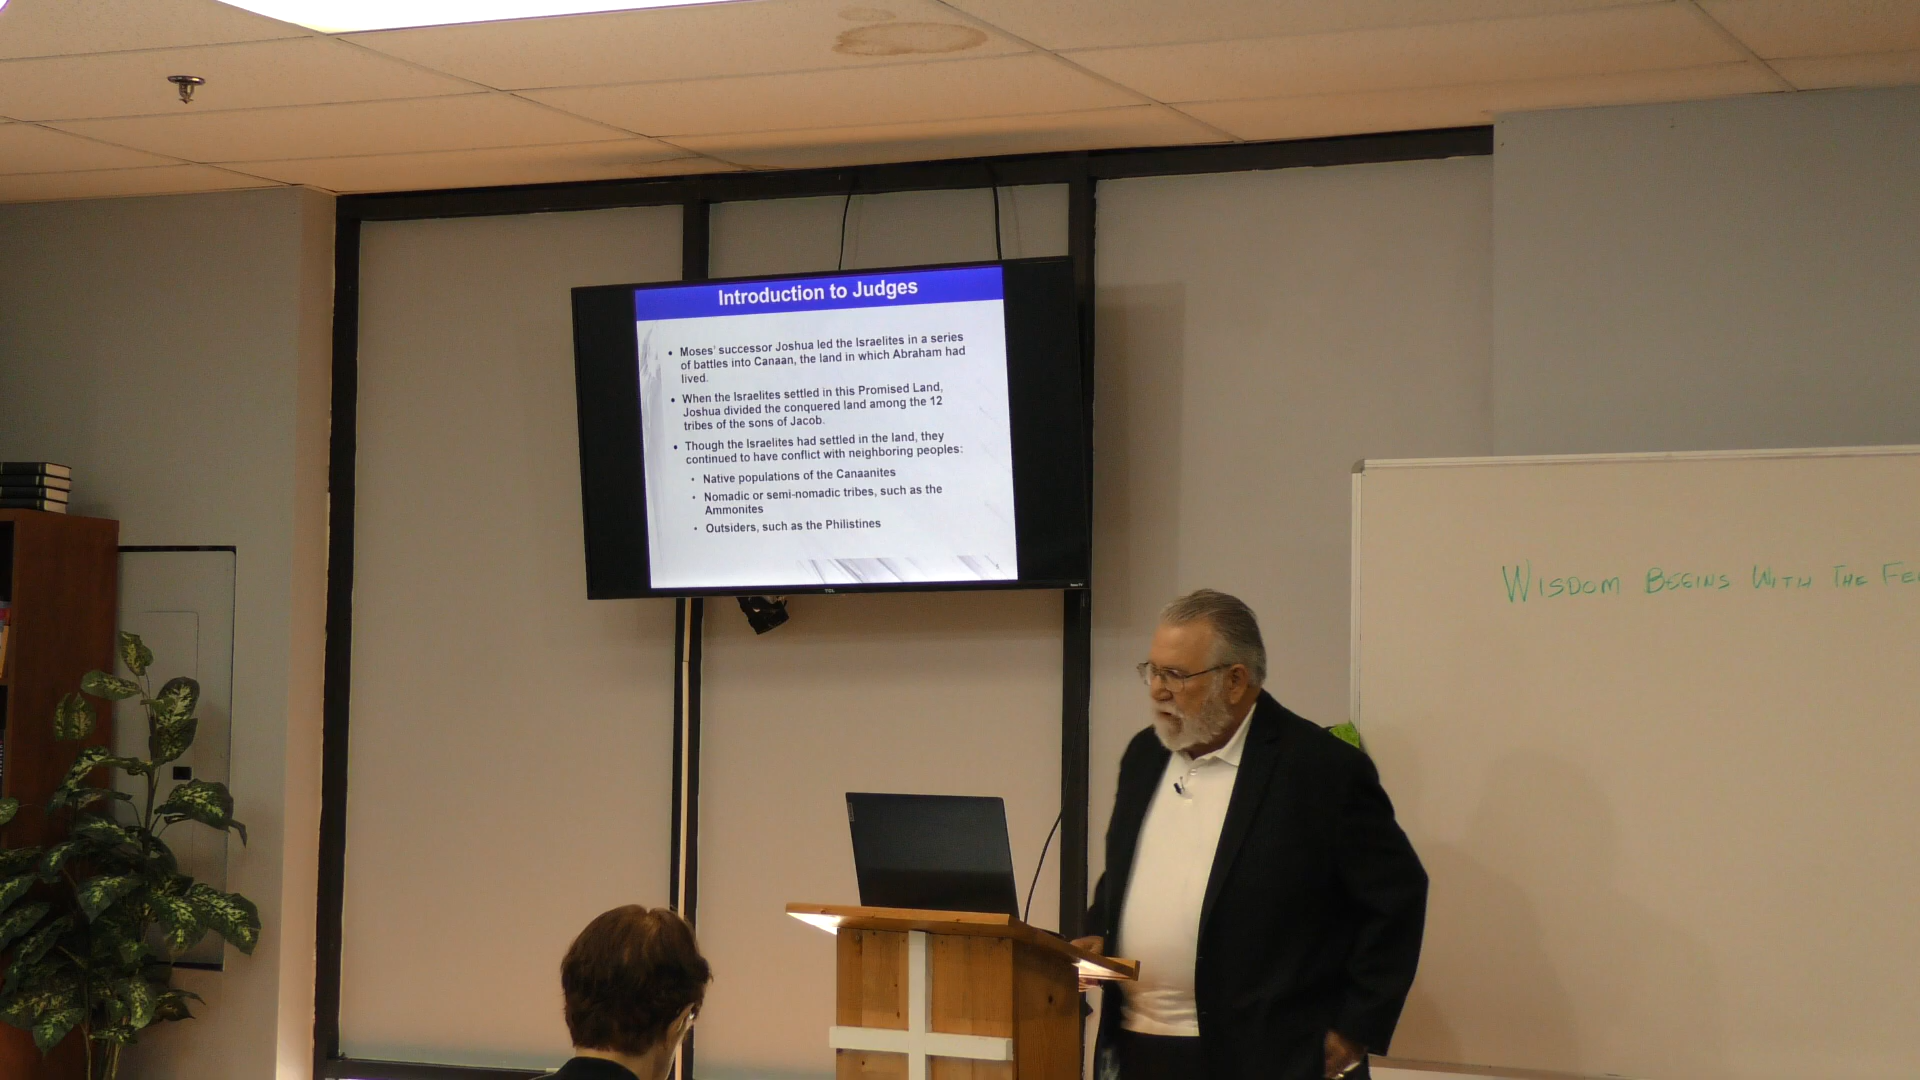 Introduction to Judges
• Moses' successor Joshua led the Israelites in a series
of battles into Canaan, the land in which Abraham had
lived.
• When the Israelites settled in this Promised Land,
Joshua divided the conquered land among the 12
tribes of the sons of Jacob.
• Though the Israelites had settled in the land, they
continued to have conflict with neighboring peoples:
• Native populations of the Canaanites
• Nomadic or semi-nomadic tribes, such as the
Ammonites
• Outsiders, such as the Philistines
TCL
WISDOM BEGINS WITH THE